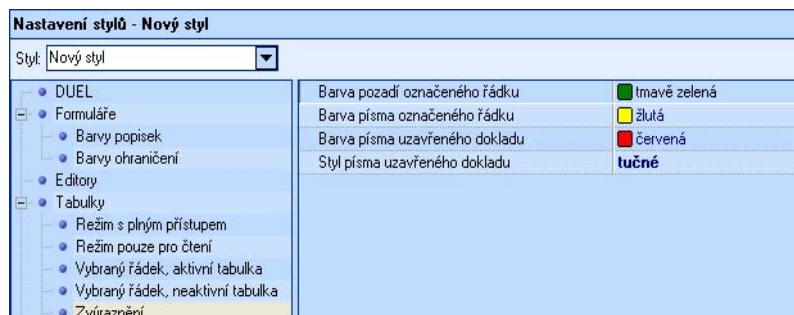 Nastavení stylů - Nový styl
Styl: Nový styl
DUEL
Formuláře
Barvy popisek
Barvy ohraničení
Editory
Tabulky
Režim s plným přístupem
Režim pouze pro čtení
Vybraný řádek, aktivní tabulka
Vybraný řádek, neaktivní tabulka
Zvýraznění
Barva pozadí označeného řádku tmavě zelená
Barva písma označeného řádku žlutá
Barva písma uzavřeného dokladu červená
Styl písma uzavřeného dokladu tučné